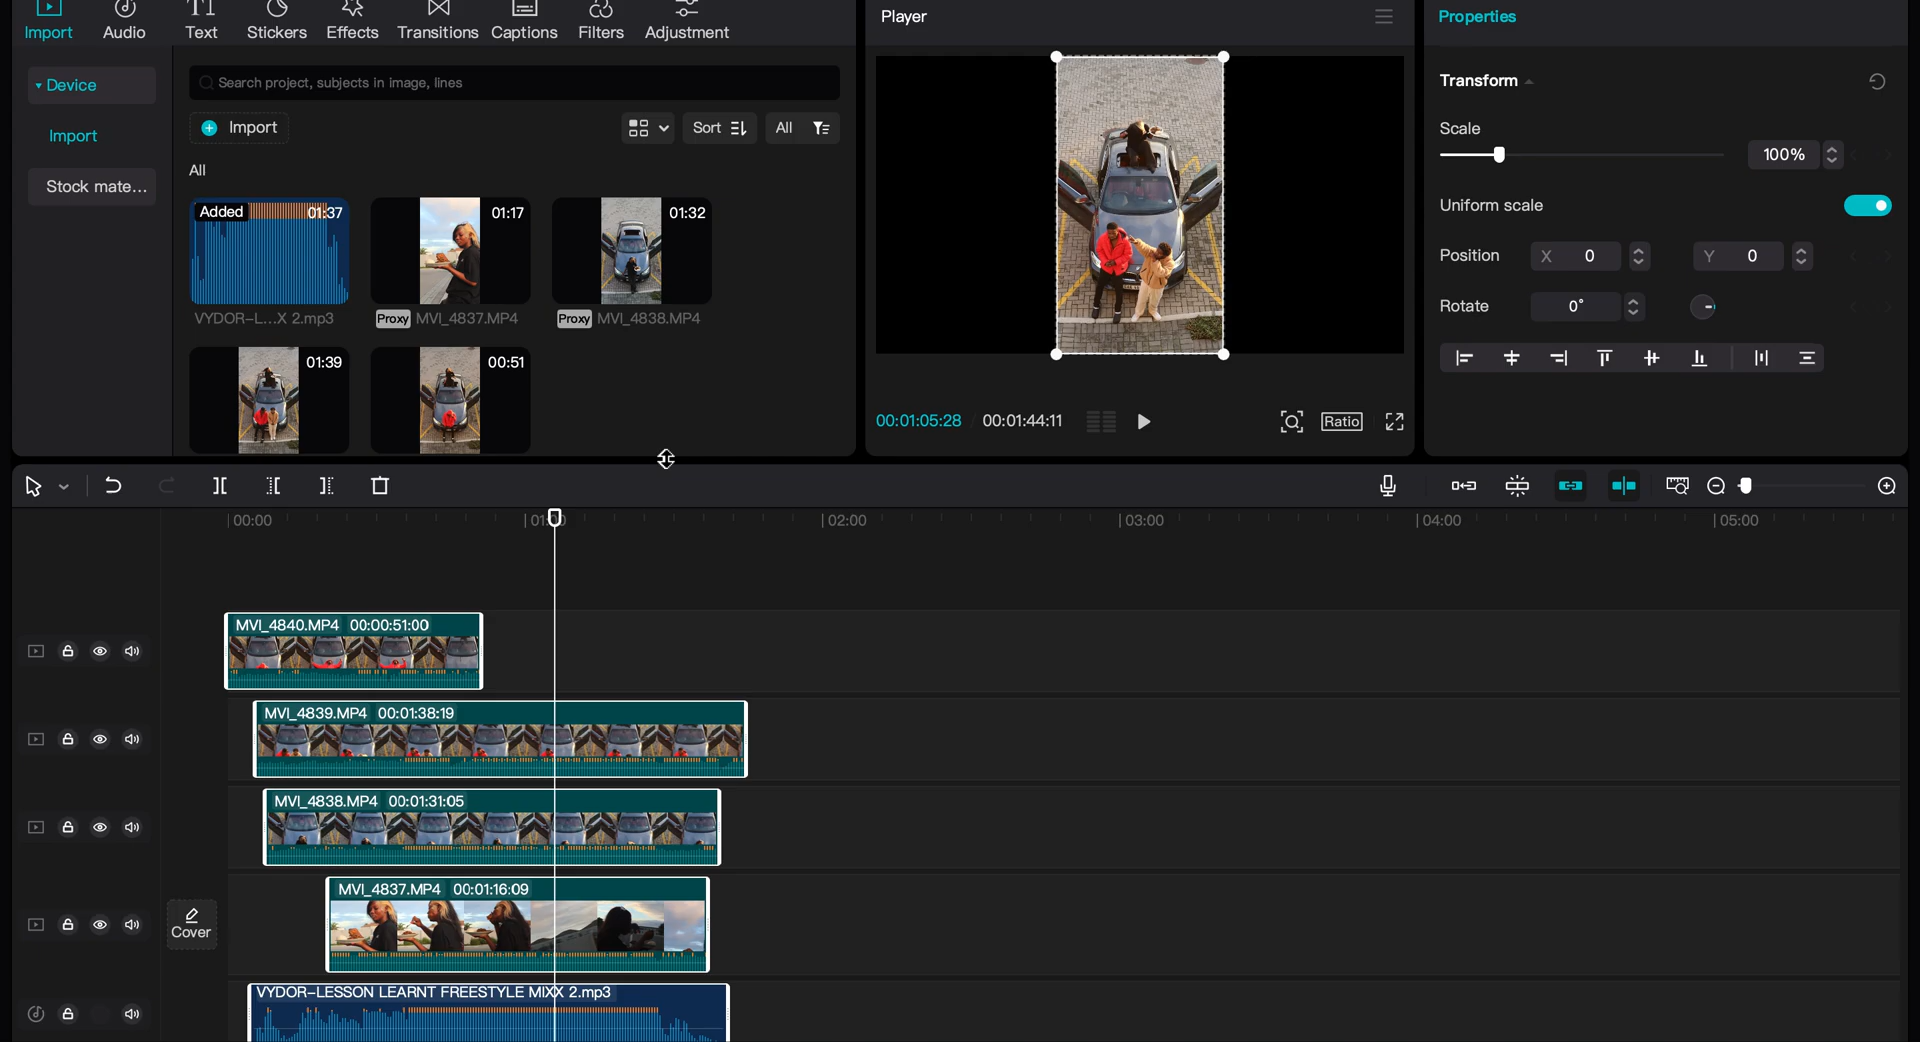 Import
Audio
Text
Stickers
Effects
Transitions
Captions
Filters
Adjustment
Device
Import
Stock mate...
Search project, subjects in image, lines
Import
Sort
All
All
Added
01:37
VYDOR-L...X 2.mp3
01:17
Proxy MVI_4837.MP4
01:32
Proxy MVI_4838.MP4
01:39
00:51
Player
00:01:05:28 / 00:01:44:11
Ratio
Properties
Transform
Scale
100%
Uniform scale
Position
X 0
Y 0
Rotate
0°
00:00
01:00
02:00
03:00
04:00
05:00
MVI_4840.MP4 00:00:51:00
MVI_4839.MP4 00:01:38:19
MVI_4838.MP4 00:01:31:05
MVI_4837.MP4 00:01:16:09
Cover
VYDOR-LESSON LEARNT FREESTYLE MIXX 2.mp3